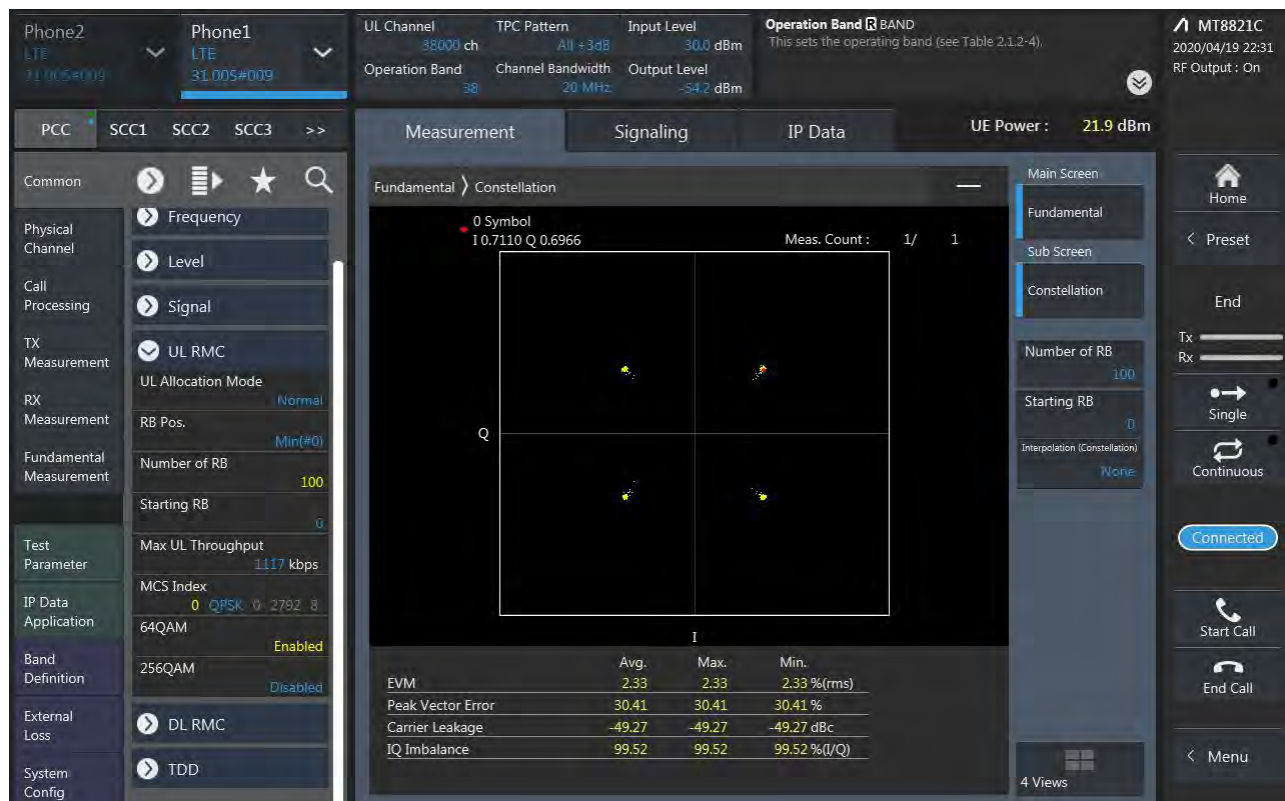 Phone2
LTE
31.00S#009
Phone1
LTE
31.00S#009
UL Channel
38000 ch
TPC Pattern
All +3dB
Input Level
30.0 dBm
Operation Band
38
Channel Bandwidth
20 MHz
Output Level
-54.2 dBm
Operation Band R BAND
This sets the operating band (see Table 2.1.2-4).
MT8821C
2020/04/19 22:31
RF Output : On
PCC
SCC1
SCC2
SCC3
>>
Measurement
Signaling
IP Data
UE Power : 21.9 dBm
Common
Physical
Channel
Call
Processing
TX
Measurement
RX
Measurement
Fundamental
Measurement
Test
Parameter
IP Data
Application
Band
Definition
External
Loss
System
Config
Frequency
Level
Signal
UL RMC
UL Allocation Mode
Normal
RB Pos.
Min(#0)
Number of RB
100
Starting RB
0
Max UL Throughput
1117 kbps
MCS Index
0 QPSK 0 2792 8
64QAM
Enabled
256QAM
Disabled
DL RMC
TDD
Fundamental 〉 Constellation
0 Symbol
I 0.7110 Q 0.6966
Meas. Count : 1/ 1
Q
I
Avg. Max. Min.
EVM 2.33 2.33 2.33 %(rms)
Peak Vector Error 30.41 30.41 30.41 %
Carrier Leakage -49.27 -49.27 -49.27 dBc
IQ Imbalance 99.52 99.52 99.52 %(I/Q)
Main Screen
Fundamental
Sub Screen
Constellation
Number of RB
100
Starting RB
0
Interpolation (Constellation)
None
4 Views
Home
< Preset
End
Tx
Rx
Single
Continuous
Connected
Start Call
End Call
< Menu